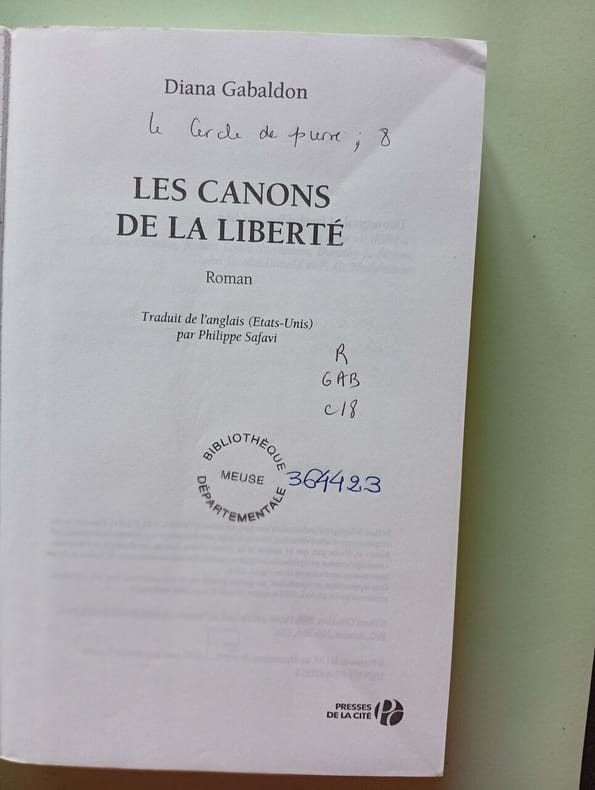 Diana Gabaldon
le Cercle de pierre ; 8
LES CANONS
DE LA LIBERTÉ
Roman
Traduit de l'anglais (Etats-Unis)
par Philippe Safavi
R
GAB
c18
BIBLIOTHÈQUE
MEUSE
DÉPARTEMENTALE
364423
PRESSES
DE LA CITÉ